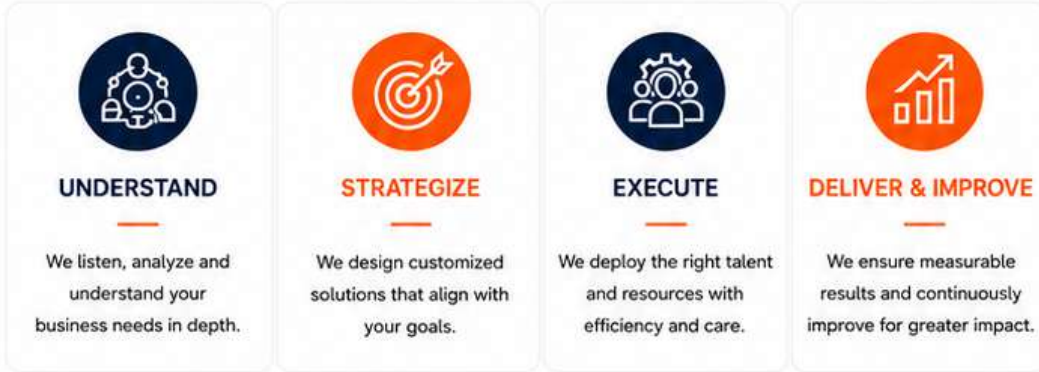 UNDERSTAND
We listen, analyze and
understand your
business needs in depth.
STRATEGIZE
We design customized
solutions that align with
your goals.
EXECUTE
We deploy the right talent
and resources with
efficiency and care.
DELIVER & IMPROVE
We ensure measurable
results and continuously
improve for greater impact.